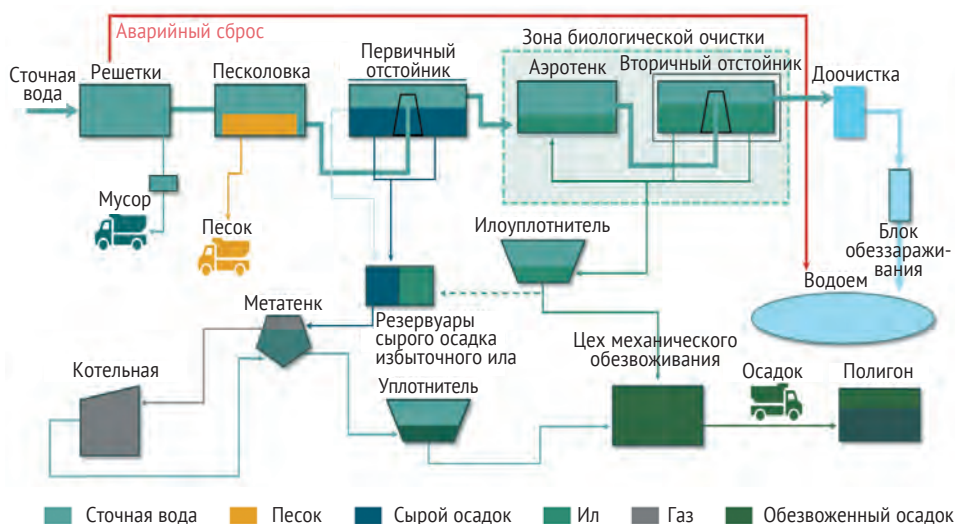 Аварийный сброс
Сточная
вода
Решетки
Песколовка
Первичный
отстойник
Зона биологической очистки
Аэротенк
Вторичный отстойник
Доочистка
Мусор
Песок
Илоуплотнитель
Блок
обеззаражи-
вания
Водоем
Метатенк
Резервуары
сырого осадка
избыточного ила
Цех механического
обезвоживания
Котельная
Уплотнитель
Осадок
Полигон
Сточная вода
Песок
Сырой осадок
Ил
Газ
Обезвоженный осадок